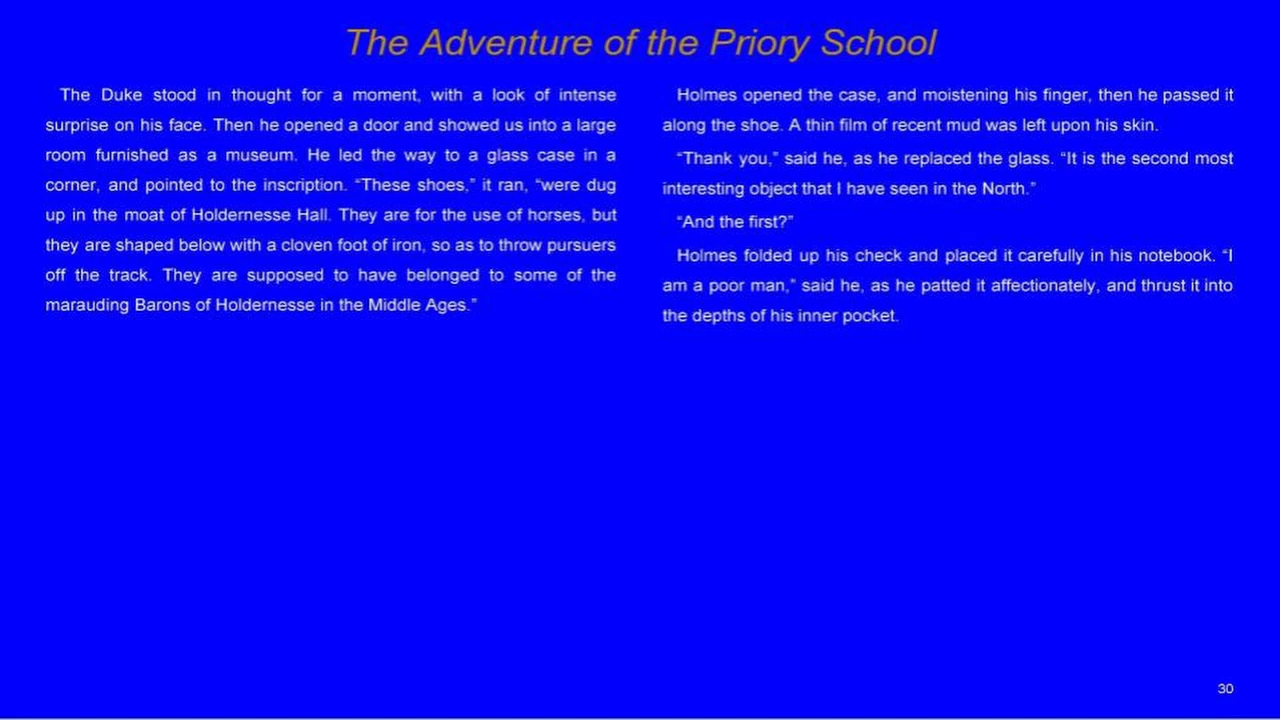 The Adventure of the Priory School
The Duke stood in thought for a moment, with a look of intense
surprise on his face. Then he opened a door and showed us into a large
room furnished as a museum. He led the way to a glass case in a
corner, and pointed to the inscription. “These shoes,” it ran, “were dug
up in the moat of Holdernesse Hall. They are for the use of horses, but
they are shaped below with a cloven foot of iron, so as to throw pursuers
off the track. They are supposed to have belonged to some of the
marauding Barons of Holdernesse in the Middle Ages.”
Holmes opened the case, and moistening his finger, then he passed it
along the shoe. A thin film of recent mud was left upon his skin.
“Thank you,” said he, as he replaced the glass. “It is the second most
interesting object that I have seen in the North.”
“And the first?”
Holmes folded up his check and placed it carefully in his notebook. “I
am a poor man,” said he, as he patted it affectionately, and thrust it into
the depths of his inner pocket.
30